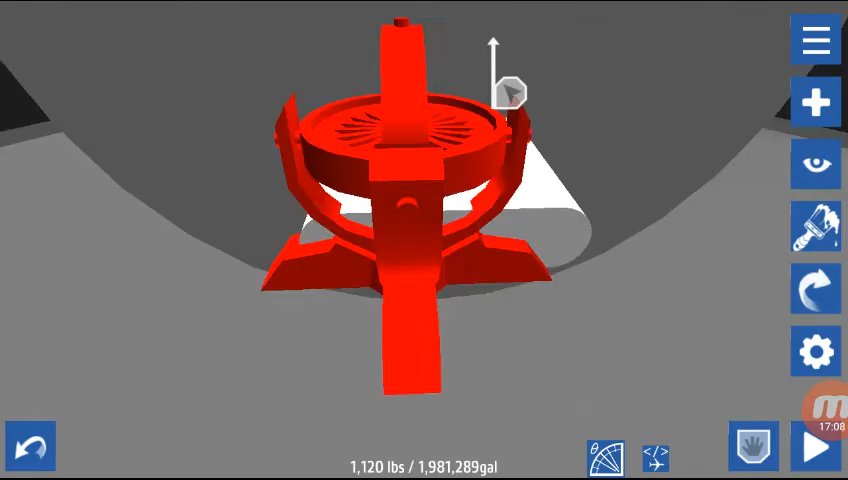 θ
</>
1,120 lbs / 1,981,289gal
17:08